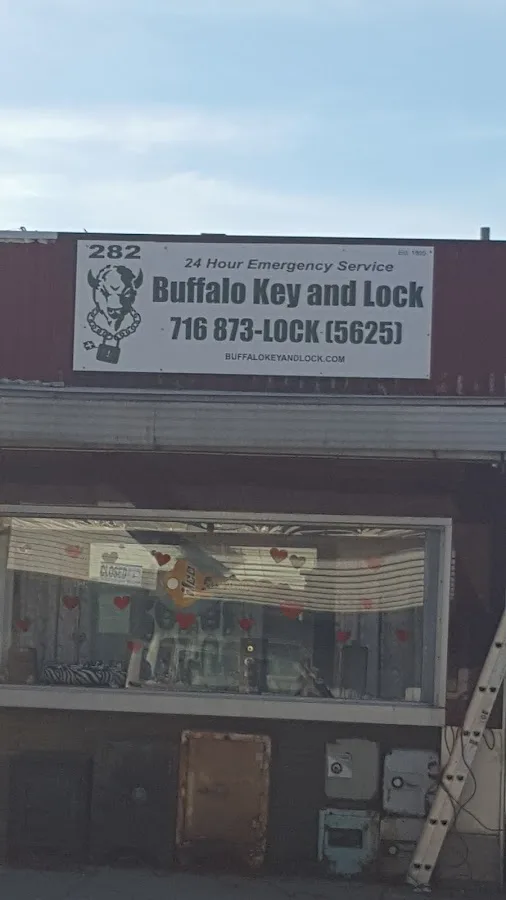 282
24 Hour Emergency Service
Buffalo Key and Lock
716 873-LOCK (5625)
BUFFALOKEYANDLOCK.COM
CLOSED